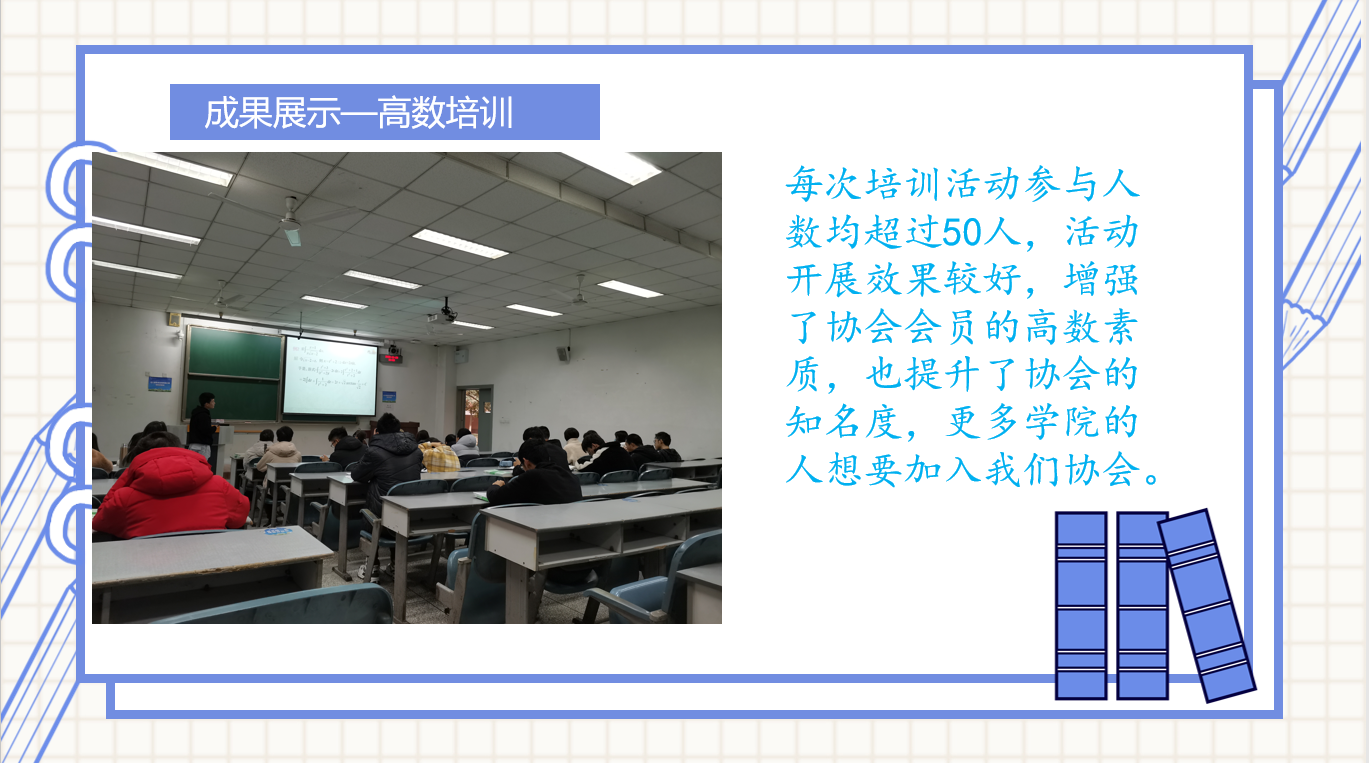 成果展示—高数培训
每次培训活动参与人
数均超过50人，活动
开展效果较好，增强
了协会会员的高数素
质，也提升了协会的
知名度，更多学院的
人想要加入我们协会。